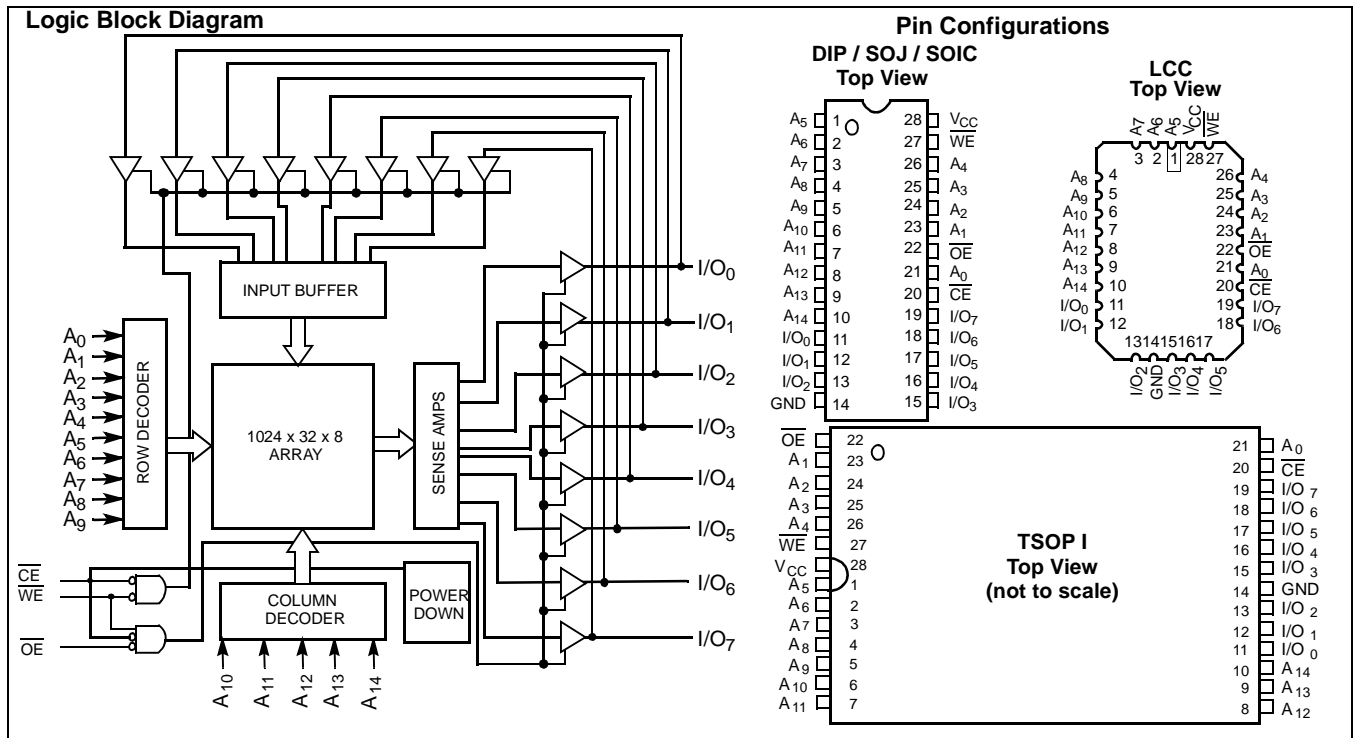 Logic Block Diagram
INPUT BUFFER
I/O0
I/O1
I/O2
I/O3
I/O4
I/O5
I/O6
I/O7
A0
A1
A2
A3
A4
A5
A6
A7
A8
A9
ROW DECODER
1024 x 32 x 8
ARRAY
SENSE AMPS
CE
WE
OE
COLUMN
DECODER
POWER
DOWN
A10
A11
A12
A13
A14
Pin Configurations
DIP / SOJ / SOIC
Top View
A5 1 28 VCC
A6 2 27 WE
A7 3 26 A4
A8 4 25 A3
A9 5 24 A2
A10 6 23 A1
A11 7 22 OE
A12 8 21 A0
A13 9 20 CE
A14 10 19 I/O7
I/O0 11 18 I/O6
I/O1 12 17 I/O5
I/O2 13 16 I/O4
GND 14 15 I/O3
LCC
Top View
A7 A6 A5 VCC WE
3 2 1 28 27
A8 4 26 A4
A9 5 25 A3
A10 6 24 A2
A11 7 23 A1
A12 8 22 OE
A13 9 21 A0
A14 10 20 CE
I/O0 11 19 I/O7
I/O1 12 18 I/O6
13 14 15 16 17
I/O2 GND I/O3 I/O4 I/O5
OE 22 21 A0
A1 23 20 CE
A2 24 19 I/O 7
A3 25 18 I/O 6
A4 26 17 I/O 5
WE 27 16 I/O 4
VCC 28 15 I/O 3
A5 1 14 GND
A6 2 13 I/O 2
A7 3 12 I/O 1
A8 4 11 I/O 0
A9 5 10 A14
A10 6 9 A13
A11 7 8 A12
TSOP I
Top View
(not to scale)